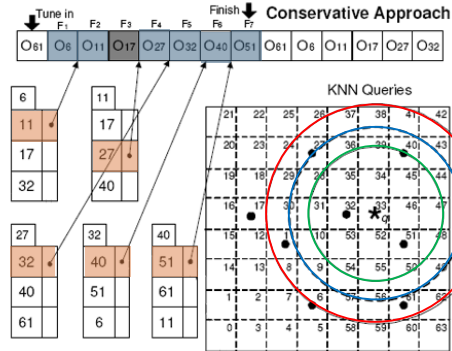 Tune in Finish Conservative Approach
F1 F2 F3 F4 F5 F6 F7
O61 O6 O11 O17 O27 O32 O40 O51 O61 O6 O11 O17 O27 O32
6
11
17
32
11
17
27
40
27
32
40
61
32
40
51
6
40
51
61
11
KNN Queries
21 22 25 26 37 38 41 42
20 23 24 27 36 39 40 43
19 18 29 28 35 34 45 44
16 17 30 31 32 33 46 47
q
15 12 11 10 53 52 51 48
14 13 8 9 54 55 50 49
1 2 7 6 57 56 61 62
0 3 4 5 58 59 60 63